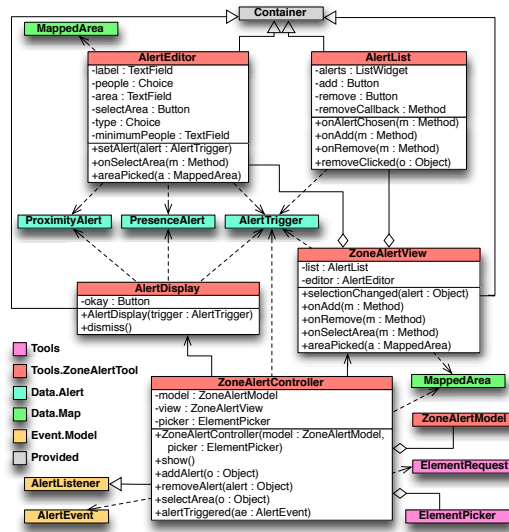 Container
MappedArea
AlertEditor
-label : TextField
-people : Choice
-area : TextField
-selectArea : Button
-type : Choice
-minimumPeople : TextField
+setAlert(alert : AlertTrigger)
+onSelectArea(m : Method)
+areaPicked(a : MappedArea)
AlertList
-alerts : ListWidget
-add : Button
-remove : Button
-removeCallback : Method
+onAlertChosen(m : Method)
+onAdd(m : Method)
+onRemove(m : Method)
+removeClicked(o : Object)
ProximityAlert
PresenceAlert
AlertTrigger
ZoneAlertView
-list : AlertList
-editor : AlertEditor
+selectionChanged(alert : Object)
+onAdd(m : Method)
+onRemove(m : Method)
+onSelectArea(m : Method)
+areaPicked(a : MappedArea)
AlertDisplay
-okay : Button
+AlertDisplay(trigger : AlertTrigger)
+dismiss()
Tools
Tools.ZoneAlertTool
Data.Alert
Data.Map
Event.Model
Provided
ZoneAlertController
-model : ZoneAlertModel
-view : ZoneAlertView
-picker : ElementPicker
+ZoneAlertController(model : ZoneAlertModel,
picker : ElementPicker)
+show()
+addAlert(o : Object)
+removeAlert(alert : Object)
+selectArea(o : Object)
+alertTriggered(ae : AlertEvent)
MappedArea
ZoneAlertModel
ElementRequest
ElementPicker
AlertListener
AlertEvent